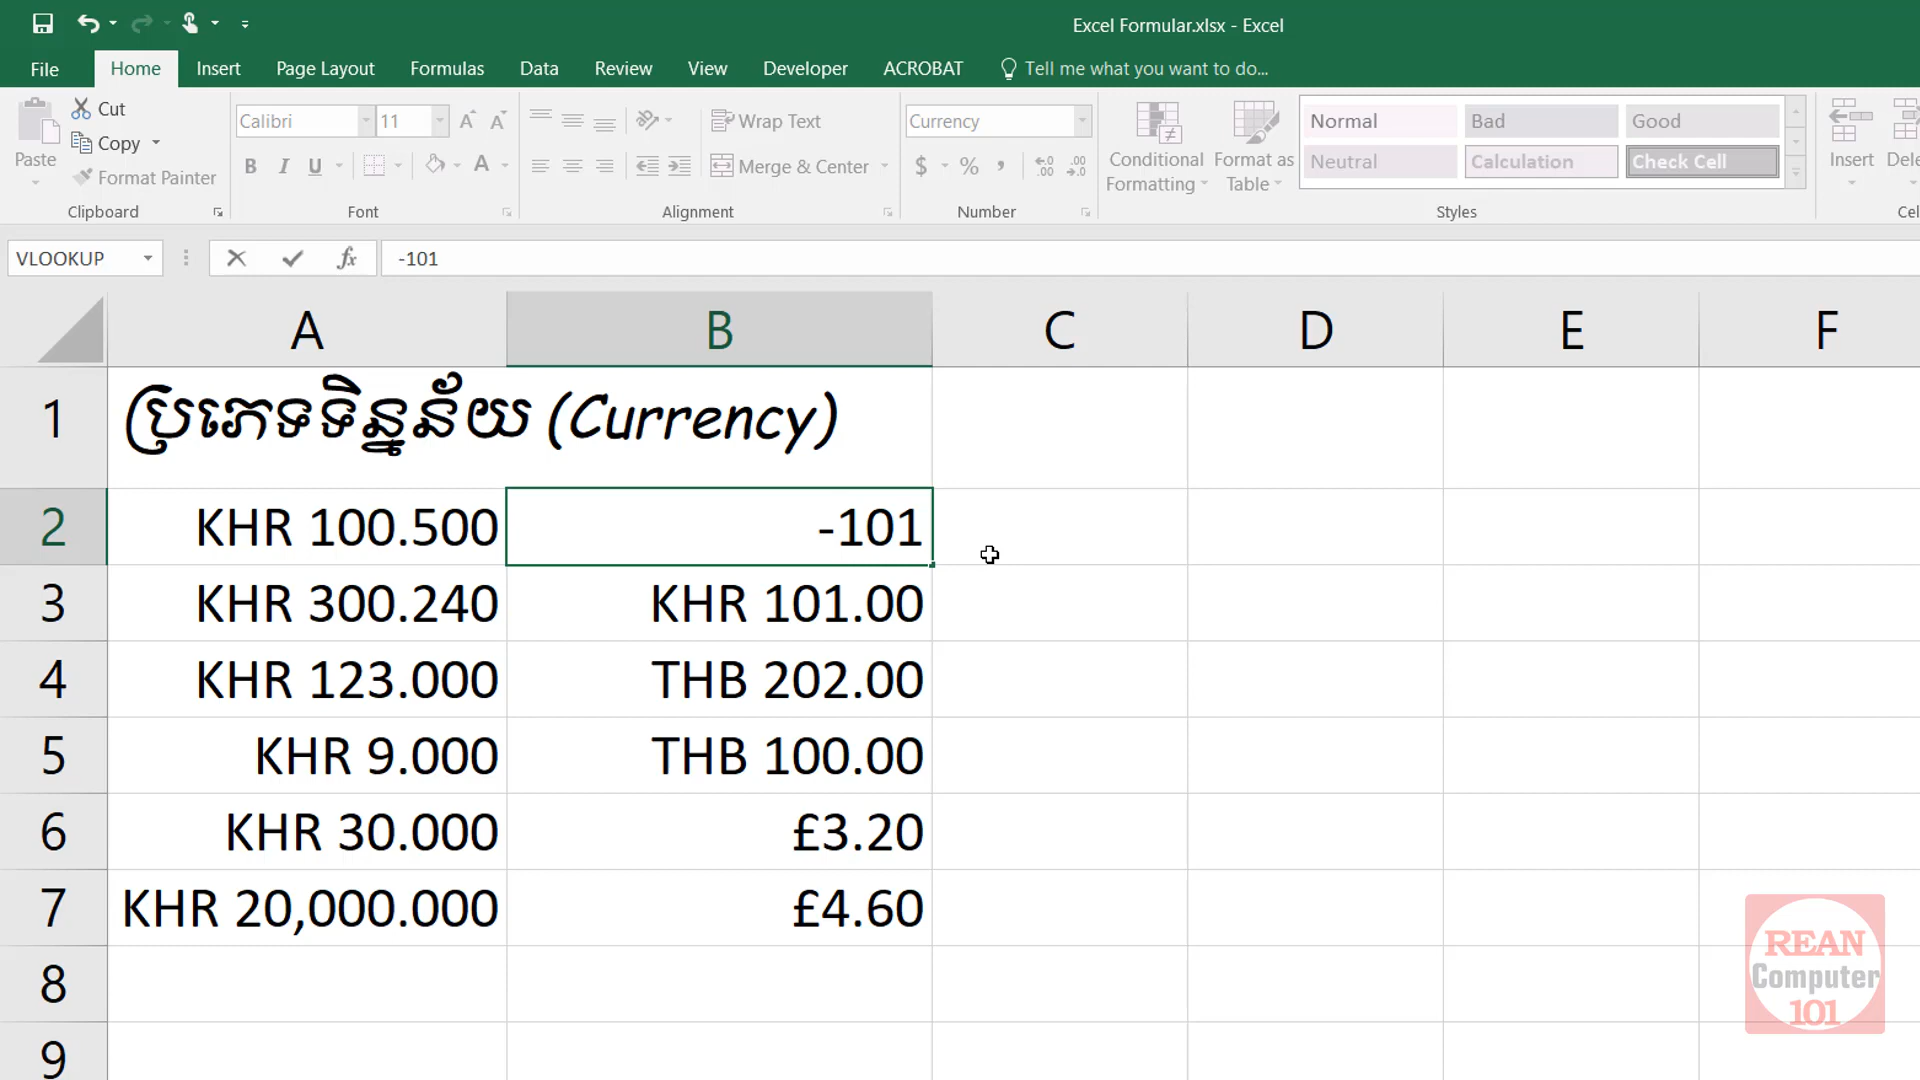 Excel Formular.xlsx - Excel
File Home Insert Page Layout Formulas Data Review View Developer ACROBAT Tell me what you want to do...
Paste
Cut
Copy
Format Painter
Clipboard
Calibri 11
B I U A
Font
Wrap Text
Merge & Center
Alignment
Currency
$ % ,
Number
Conditional Formatting
Format as Table
Normal Bad Good
Neutral Calculation Check Cell
Styles
Insert
VLOOKUP fx -101
A B C D E F
1 ប្រភេទទិន្នន័យ (Currency)
2 KHR 100.500 -101
3 KHR 300.240 KHR 101.00
4 KHR 123.000 THB 202.00
5 KHR 9.000 THB 100.00
6 KHR 30.000 £3.20
7 KHR 20,000.000 £4.60
8
9
REAN
Computer
101